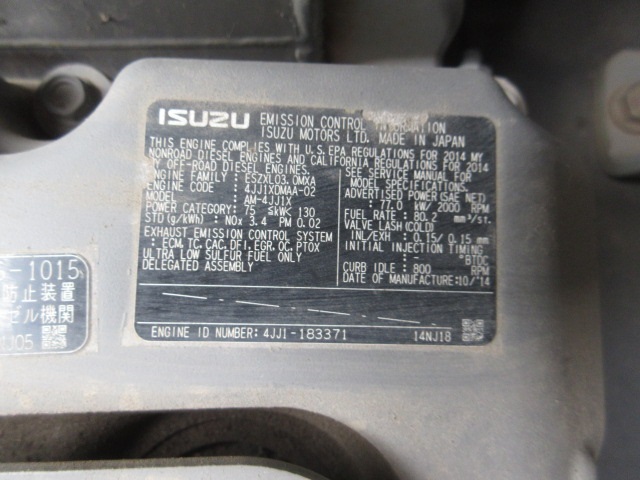 ISUZU EMISSION CONTROL INFORMATION
ISUZU MOTORS LTD. MADE IN JAPAN
THIS ENGINE COMPLIES WITH U.S. EPA REGULATIONS FOR 2014 MY
NONROAD DIESEL ENGINES AND CALIFORNIA REGULATIONS FOR 2014
MY OFF-ROAD DIESEL ENGINES.
ENGINE FAMILY : ESZXL03.0MXA
TYPE : 4JJ1XDMAA-02
MODEL : AM-4JJ1X
POWER CATEGORY: 75 ≤kW< 130
STD (g/kWh) : NOx 3.4 PM 0.02
EXHAUST EMISSION CONTROL SYSTEM
: ECM, TC, CAC, DFI, EGR, OC, PTOX
ULTRA LOW SULFUR FUEL ONLY
DELEGATED ASSEMBLY
SEE SERVICE MANUAL FOR
MODEL SPECIFICATION.
ADVERTISED POWER (SAE NET)
: 77.0 kW/ 2000 RPM
FUEL RATE: 80.2 mm³/st.
VALVE LASH (COLD)
INL/EXH : 0.15/ 0.15 mm
INITIAL INJECTION TIMING
: - °BTDC
CURB IDLE : 800 RPM
DATE OF MANUFACTURE: 10/'14
ENGINE ID NUMBER: 4JJ1-183371 14NJ18
-1015
防止装置
ゼル機関
J05